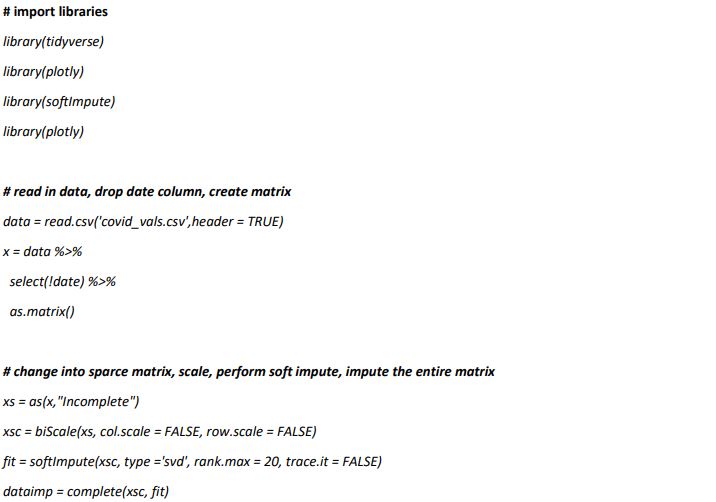 # import libraries
library(tidyverse)
library(plotly)
library(softImpute)
library(plotly)
# read in data, drop date column, create matrix
data = read.csv('covid_vals.csv',header = TRUE)
x = data %>%
select(!date) %>%
as.matrix()
# change into sparce matrix, scale, perform soft impute, impute the entire matrix
xs = as(x,"Incomplete")
xsc = biScale(xs, col.scale = FALSE, row.scale = FALSE)
fit = softImpute(xsc, type ='svd', rank.max = 20, trace.it = FALSE)
dataimp = complete(xsc, fit)